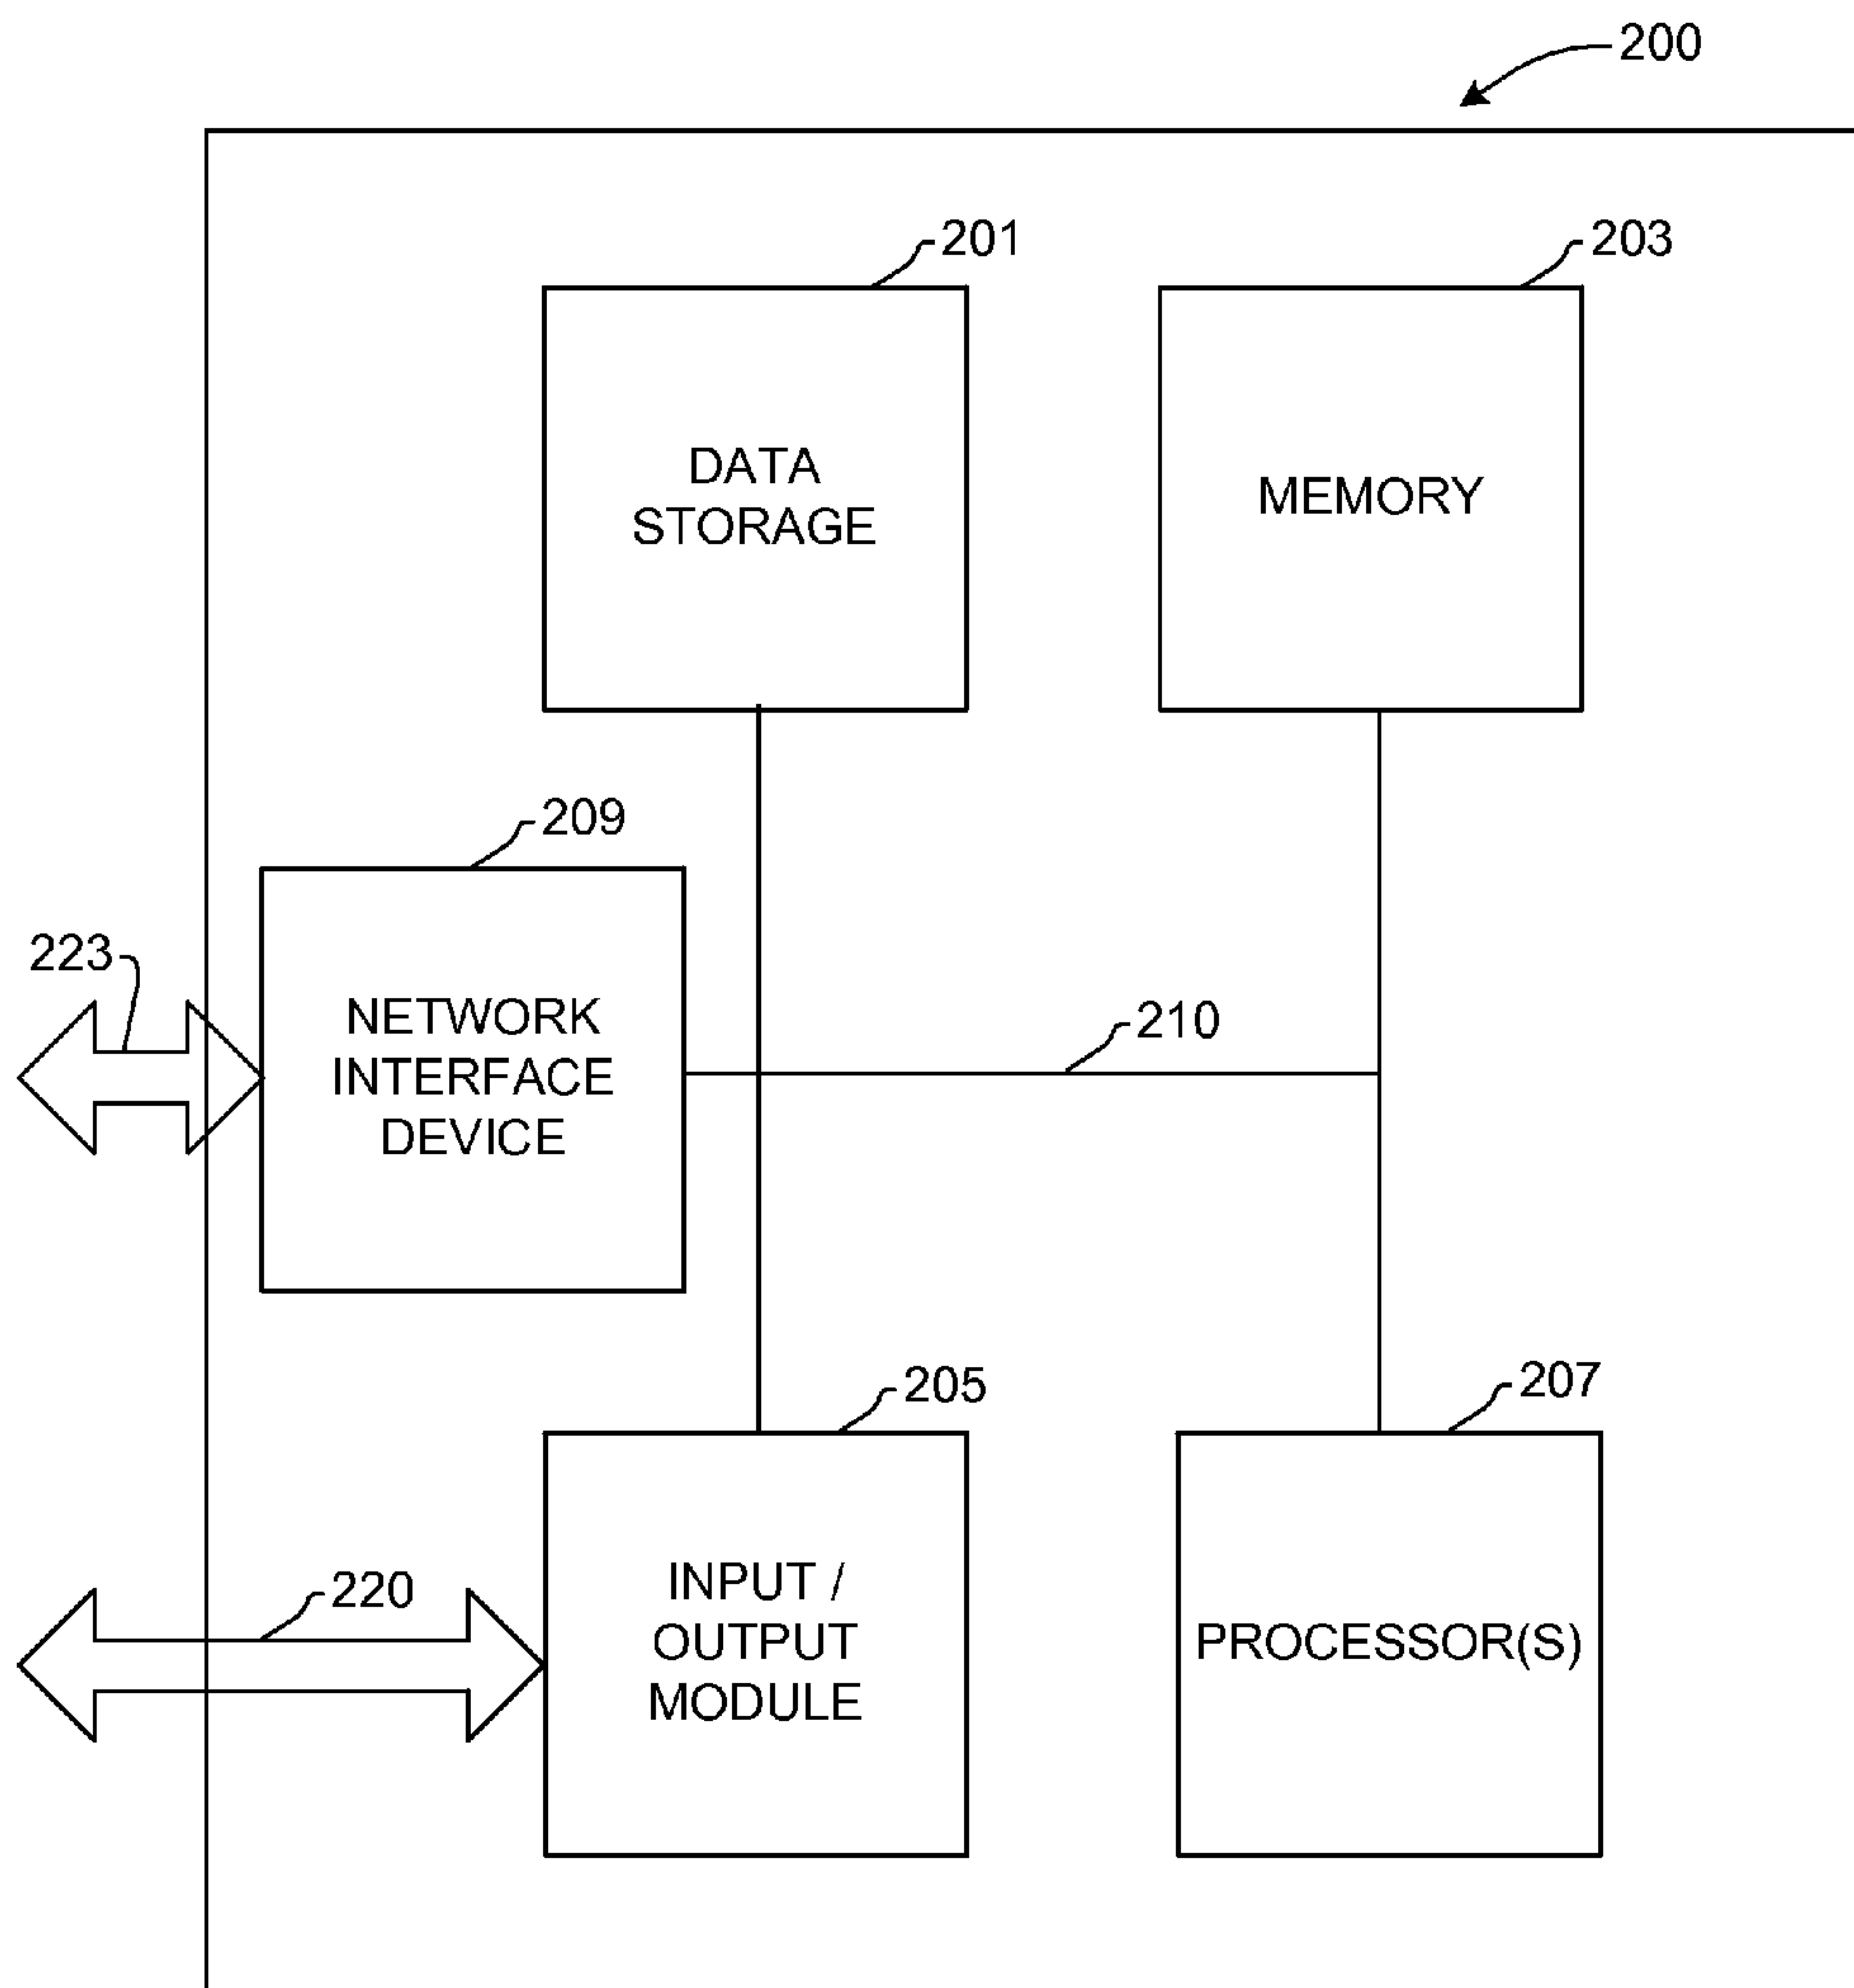 200
201
203
DATA
STORAGE
MEMORY
209
223
NETWORK
INTERFACE
DEVICE
210
205
207
220
INPUT /
OUTPUT
MODULE
PROCESSOR(S)